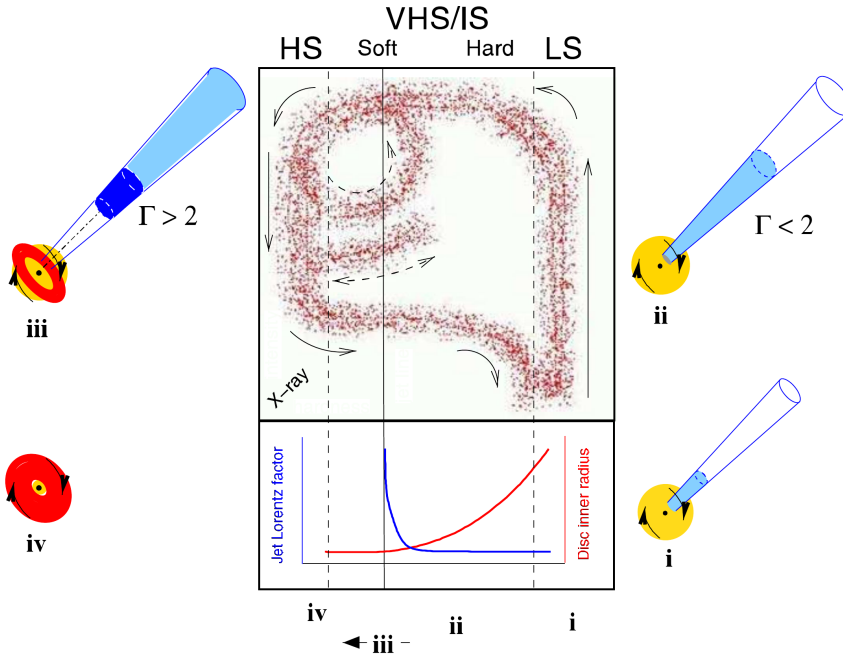 VHS/IS
HS Soft Hard LS
Γ > 2
Γ < 2
iii
ii
X-ray
Jet Lorentz factor
Disc inner radius
iv
i
iv
iii
ii
i